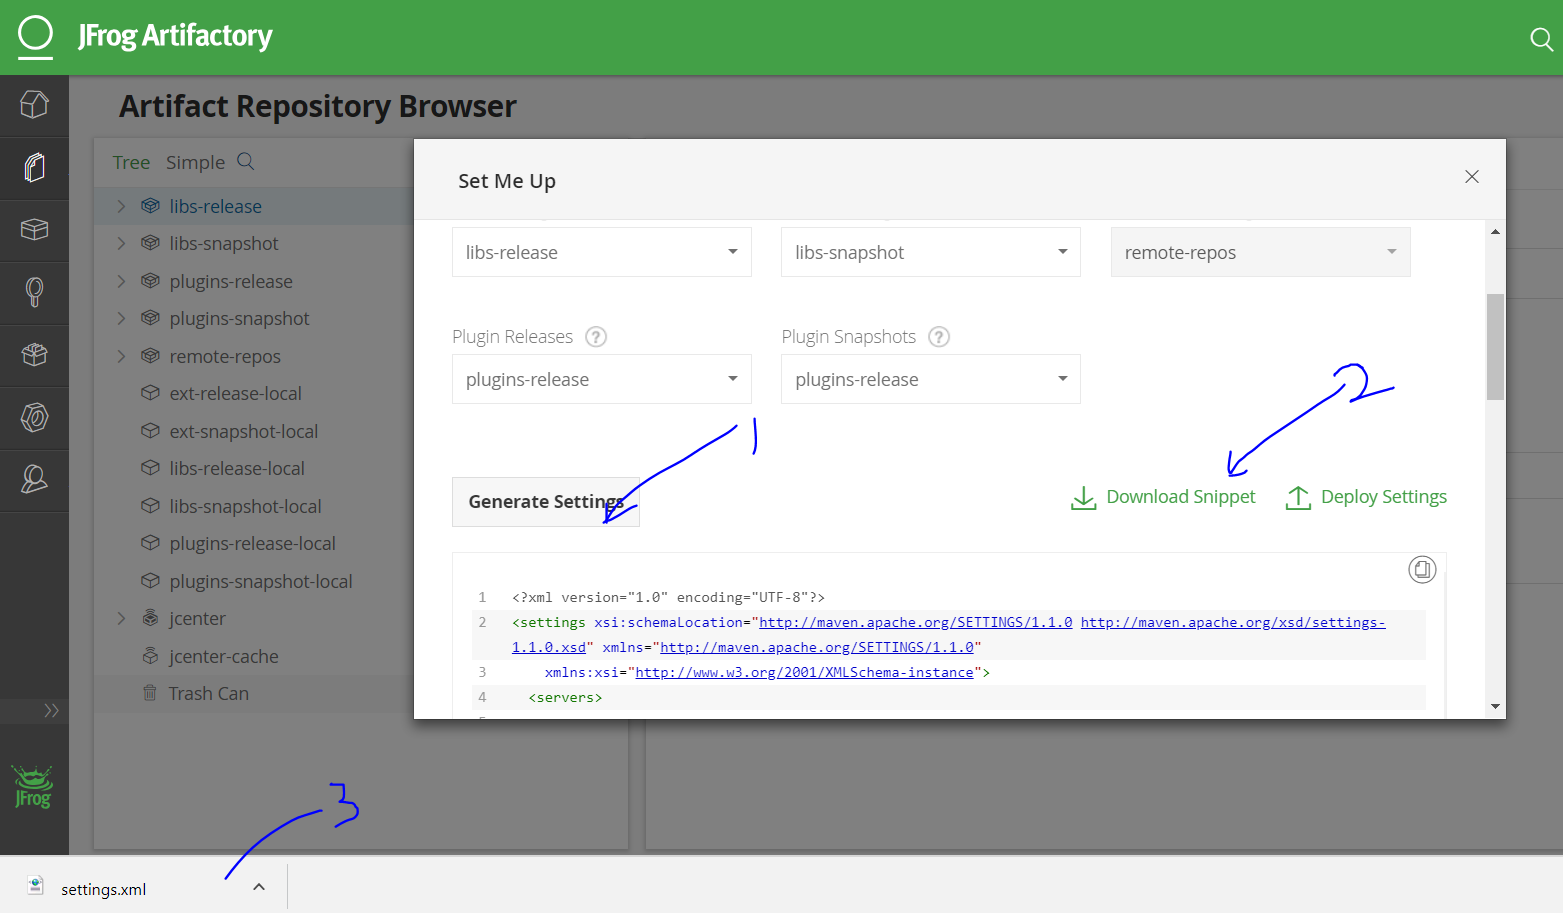 JFrog Artifactory
Artifact Repository Browser
Tree Simple
libs-release
libs-snapshot
plugins-release
plugins-snapshot
remote-repos
ext-release-local
ext-snapshot-local
libs-release-local
libs-snapshot-local
plugins-release-local
plugins-snapshot-local
jcenter
jcenter-cache
Trash Can
JFrog
Set Me Up
libs-release libs-snapshot remote-repos
Plugin Releases ? Plugin Snapshots ?
plugins-release plugins-release
1
2
Generate Settings Download Snippet Deploy Settings
1 <?xml version="1.0" encoding="UTF-8"?>
2 <settings xsi:schemaLocation="http://maven.apache.org/SETTINGS/1.1.0 http://maven.apache.org/xsd/settings-
1.1.0.xsd" xmlns="http://maven.apache.org/SETTINGS/1.1.0"
3 xmlns:xsi="http://www.w3.org/2001/XMLSchema-instance">
4 <servers>
3
settings.xml